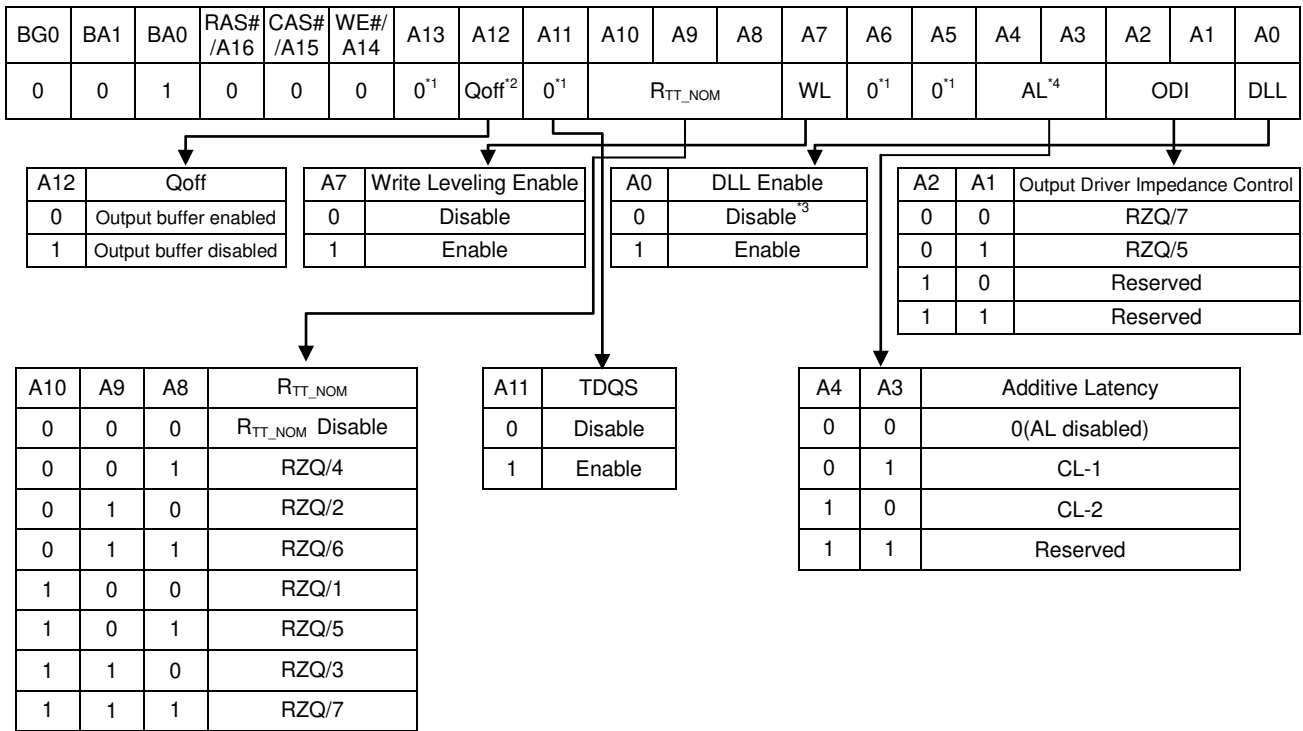 BG0 BA1 BA0 RAS# /A16 CAS# /A15 WE#/ A14 A13 A12 A11 A10 A9 A8 A7 A6 A5 A4 A3 A2 A1 A0
0 0 1 0 0 0 0*1 Qoff*2 0*1 RTT_NOM WL 0*1 0*1 AL*4 ODI DLL
A12 Qoff
0 Output buffer enabled
1 Output buffer disabled
A7 Write Leveling Enable
0 Disable
1 Enable
A0 DLL Enable
0 Disable*3
1 Enable
A2 A1 Output Driver Impedance Control
0 0 RZQ/7
0 1 RZQ/5
1 0 Reserved
1 1 Reserved
A10 A9 A8 RTT_NOM
0 0 0 RTT_NOM Disable
0 0 1 RZQ/4
0 1 0 RZQ/2
0 1 1 RZQ/6
1 0 0 RZQ/1
1 0 1 RZQ/5
1 1 0 RZQ/3
1 1 1 RZQ/7
A11 TDQS
0 Disable
1 Enable
A4 A3 Additive Latency
0 0 0(AL disabled)
0 1 CL-1
1 0 CL-2
1 1 Reserved